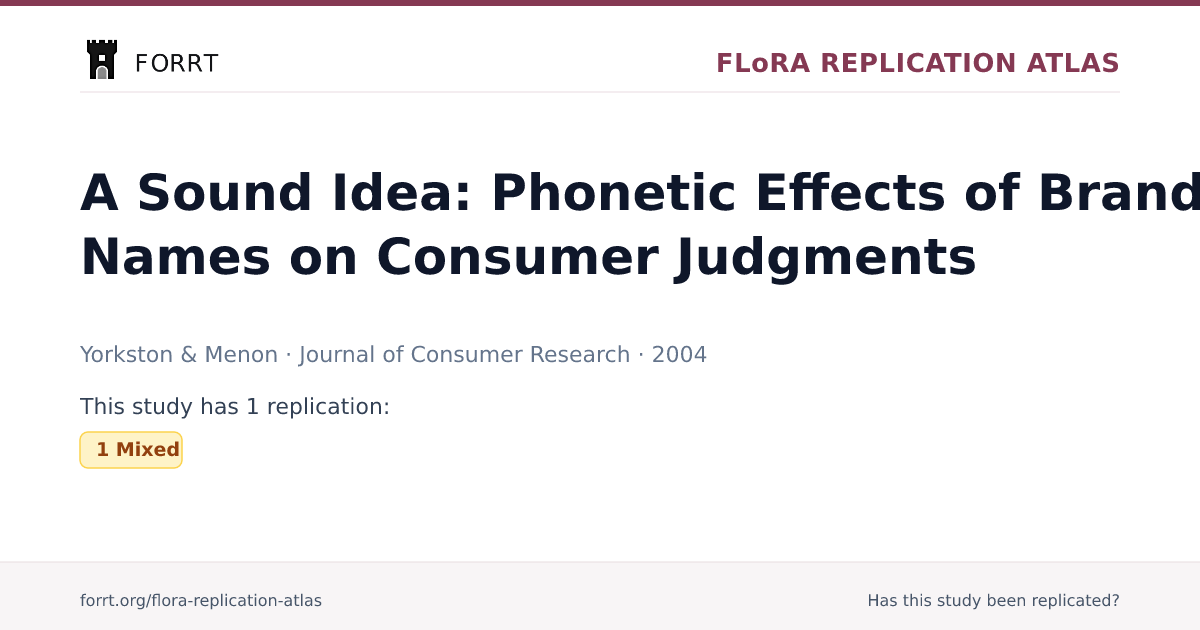 FORRT
FLoRA REPLICATION ATLAS
A Sound Idea: Phonetic Effects of Brand
Names on Consumer Judgments
Yorkston & Menon · Journal of Consumer Research · 2004
This study has 1 replication:
1 Mixed
forrt.org/flora-replication-atlas
Has this study been replicated?